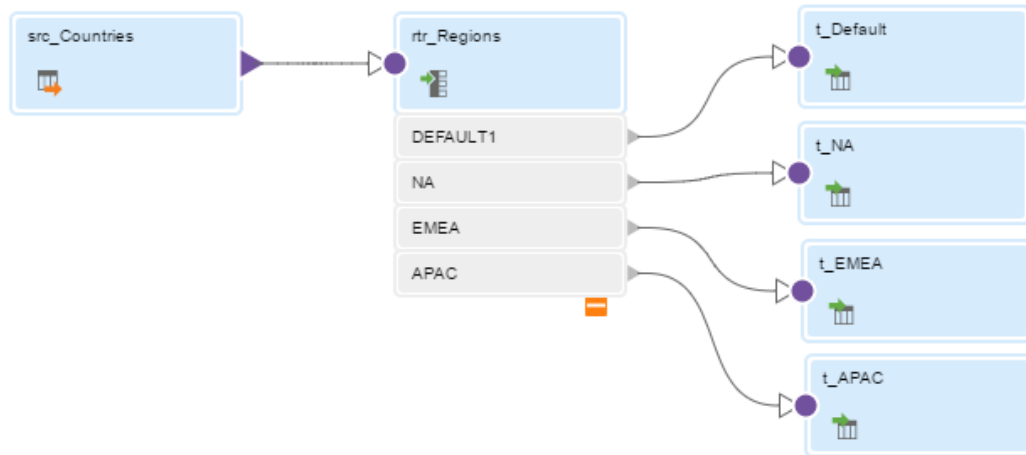 src_Countries
rtr_Regions
DEFAULT1
NA
EMEA
APAC
t_Default
t_NA
t_EMEA
t_APAC